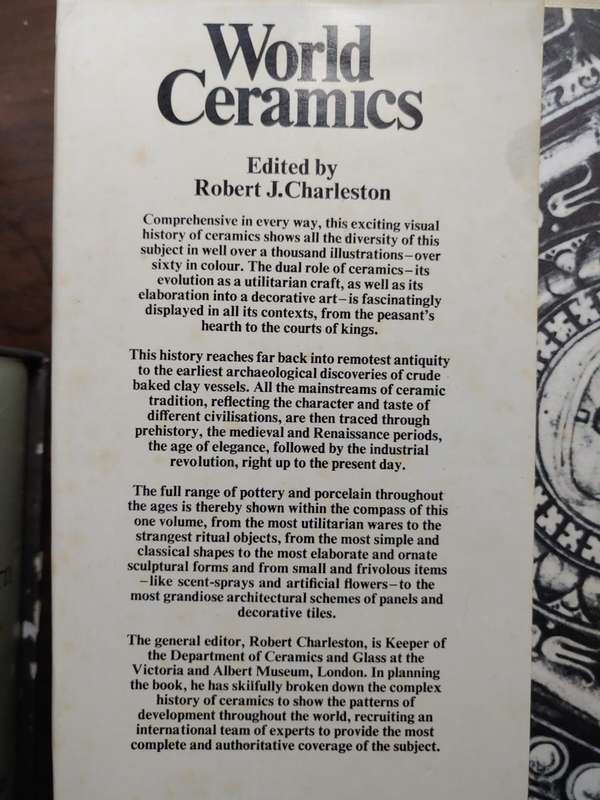 World
Ceramics
Edited by
Robert J.Charleston
Comprehensive in every way, this exciting visual
history of ceramics shows all the diversity of this
subject in well over a thousand illustrations–over
sixty in colour. The dual role of ceramics–its
evolution as a utilitarian craft, as well as its
elaboration into a decorative art–is fascinatingly
displayed in all its contexts, from the peasant's
hearth to the courts of kings.
This history reaches far back into remotest antiquity
to the earliest archaeological discoveries of crude
baked clay vessels. All the mainstreams of ceramic
tradition, reflecting the character and taste of
different civilisations, are then traced through
prehistory, the medieval and Renaissance periods,
the age of elegance, followed by the industrial
revolution, right up to the present day.
The full range of pottery and porcelain throughout
the ages is thereby shown within the compass of this
one volume, from the most utilitarian wares to the
strangest ritual objects, from the most simple and
classical shapes to the most elaborate and ornate
sculptural forms and from small and frivolous items
–like scent-sprays and artificial flowers–to the
most grandiose architectural schemes of panels and
decorative tiles.
The general editor, Robert Charleston, is Keeper of
the Department of Ceramics and Glass at the
Victoria and Albert Museum, London. In planning
the book, he has skilfully broken down the complex
history of ceramics to show the patterns of
development throughout the world, recruiting an
international team of experts to provide the most
complete and authoritative coverage of the subject.